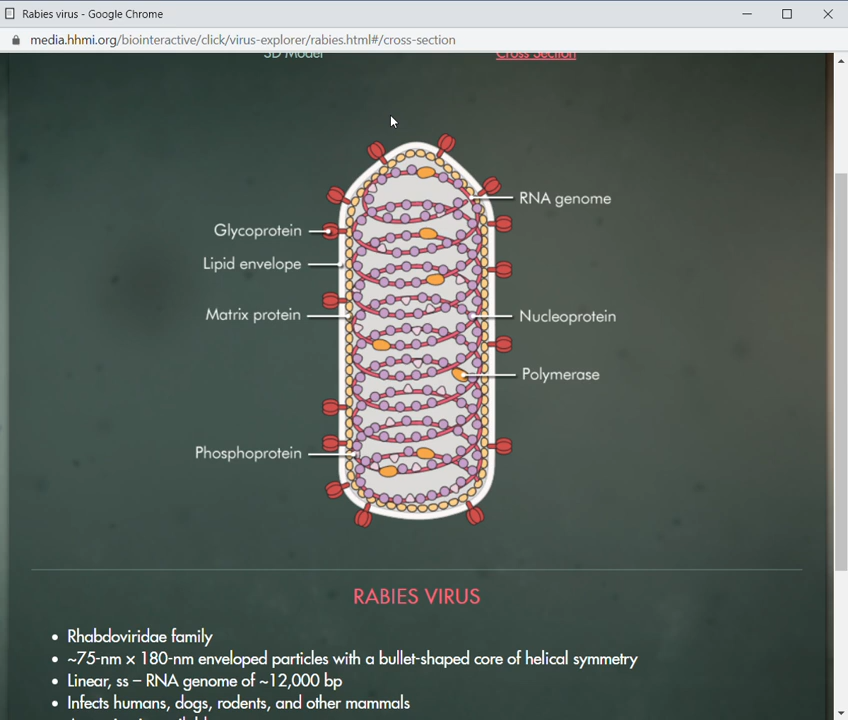 Rabies virus - Google Chrome
media.hhmi.org/biointeractive/click/virus-explorer/rabies.html#/cross-section
3D Model
Cross Section
RNA genome
Glycoprotein
Lipid envelope
Matrix protein
Nucleoprotein
Polymerase
Phosphoprotein
RABIES VIRUS
• Rhabdoviridae family
• ~75-nm × 180-nm enveloped particles with a bullet-shaped core of helical symmetry
• Linear, ss – RNA genome of ~12,000 bp
• Infects humans, dogs, rodents, and other mammals